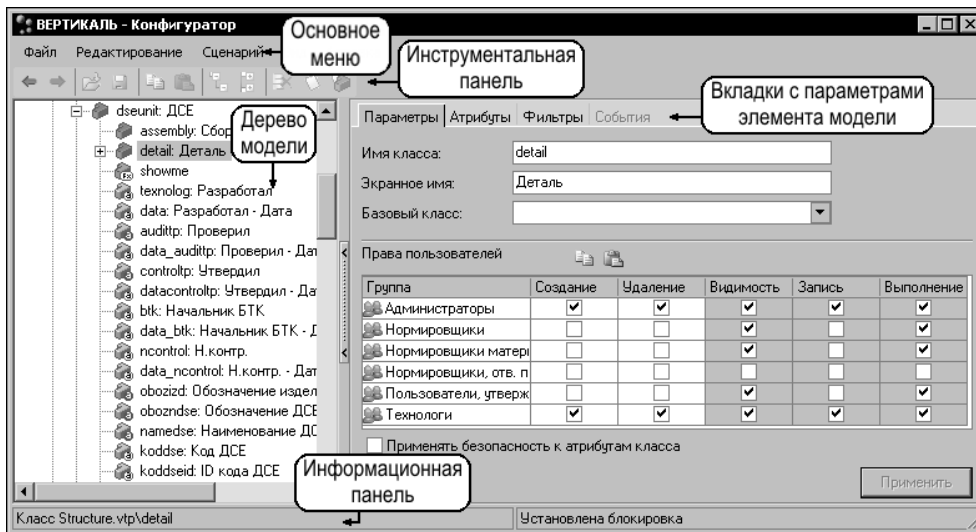 ВЕРТИКАЛЬ - Конфигуратор
Файл Редактирование Сценарий
Основное
меню
Инструментальная
панель
Вкладки с параметрами
элемента модели
Дерево
модели
dseunit: ДСЕ
assembly: Сбор
detail: Деталь
showme
texnolog: Разработал
data: Разработал - Дата
audittp: Проверил
data_audittp: Проверил - Дат
controltp: Утвердил
datacontroltp: Утвердил - Да
btk: Начальник БТК
data_btk: Начальник БТК - Д
ncontrol: Н.контр.
data_ncontrol: Н.контр. - Дат
obozizd: Обозначение издел
obozndse: Обозначение ДСЕ
namedse: Наименование ДС
koddse: Код ДСЕ
koddseid: ID кода ДСЕ
Параметры Атрибуты Фильтры События
Имя класса: detail
Экранное имя: Деталь
Базовый класс:
Права пользователей
Группа Создание Удаление Видимость Запись Выполнение
Администраторы
Нормировщики
Нормировщики матери
Нормировщики, отв. п
Пользователи, утверж
Технологи
Применять безопасность к атрибутам класса
Применить
Информационная
панель
Класс Structure.vtp\detail
Установлена блокировка